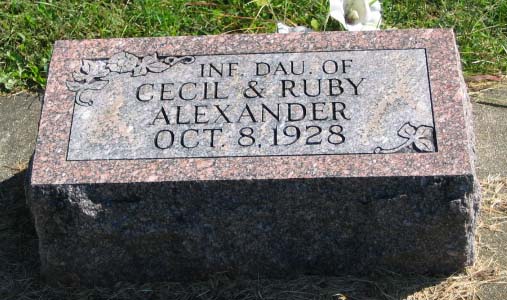 INF. DAU. OF
CECIL & RUBY
ALEXANDER
OCT. 8, 1928